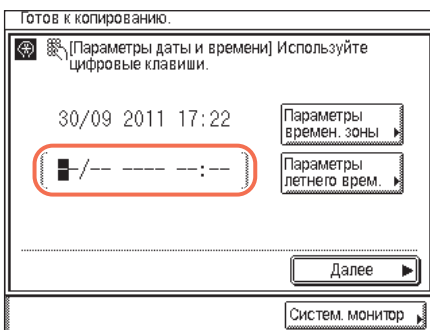 Готов к копированию.
[Параметры даты и времени] Используйте
цифровые клавиши.
30/09 2011 17:22
Параметры
времен. зоны
--/-- ---- --:--
Параметры
летнего врем.
Далее
Систем. монитор